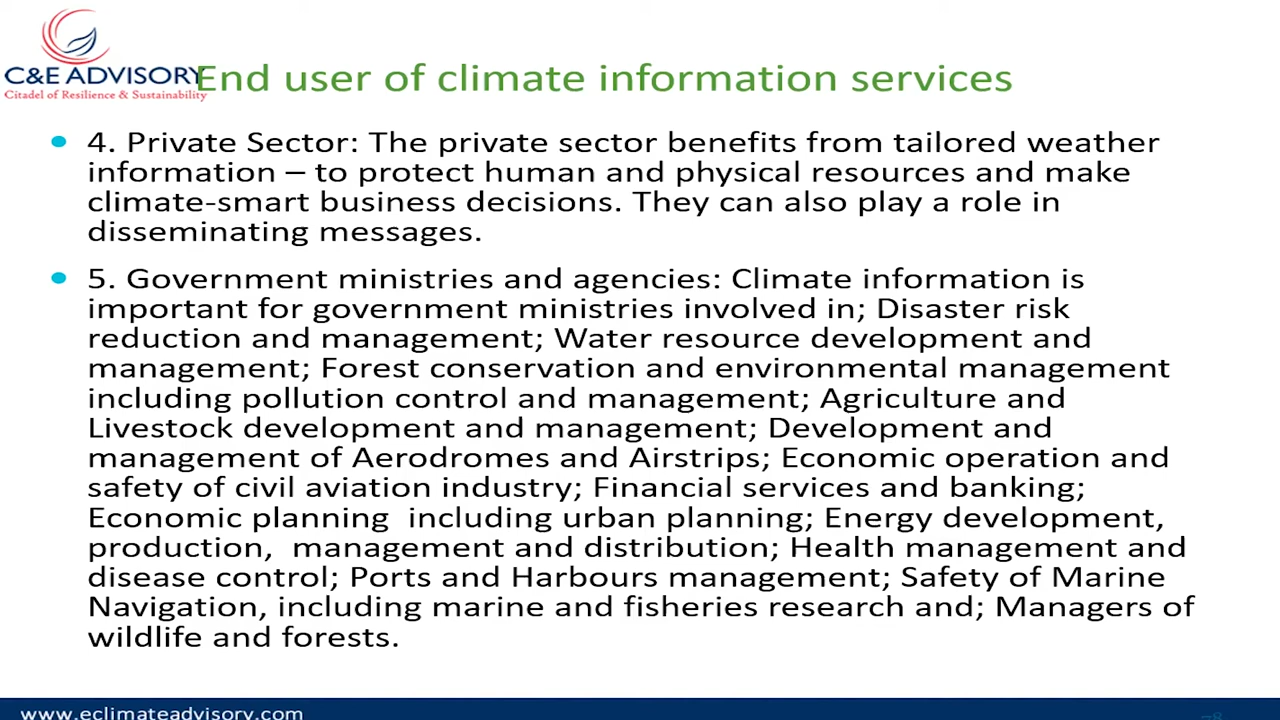 C&E ADVISORY
Citadel of Resilience & Sustainability
End user of climate information services
• 4. Private Sector: The private sector benefits from tailored weather
information – to protect human and physical resources and make
climate-smart business decisions. They can also play a role in
disseminating messages.
• 5. Government ministries and agencies: Climate information is
important for government ministries involved in; Disaster risk
reduction and management; Water resource development and
management; Forest conservation and environmental management
including pollution control and management; Agriculture and
Livestock development and management; Development and
management of Aerodromes and Airstrips; Economic operation and
safety of civil aviation industry; Financial services and banking;
Economic planning  including urban planning; Energy development,
production,  management and distribution; Health management and
disease control; Ports and Harbours management; Safety of Marine
Navigation, including marine and fisheries research and; Managers of
wildlife and forests.
www.eclimateadvisory.com